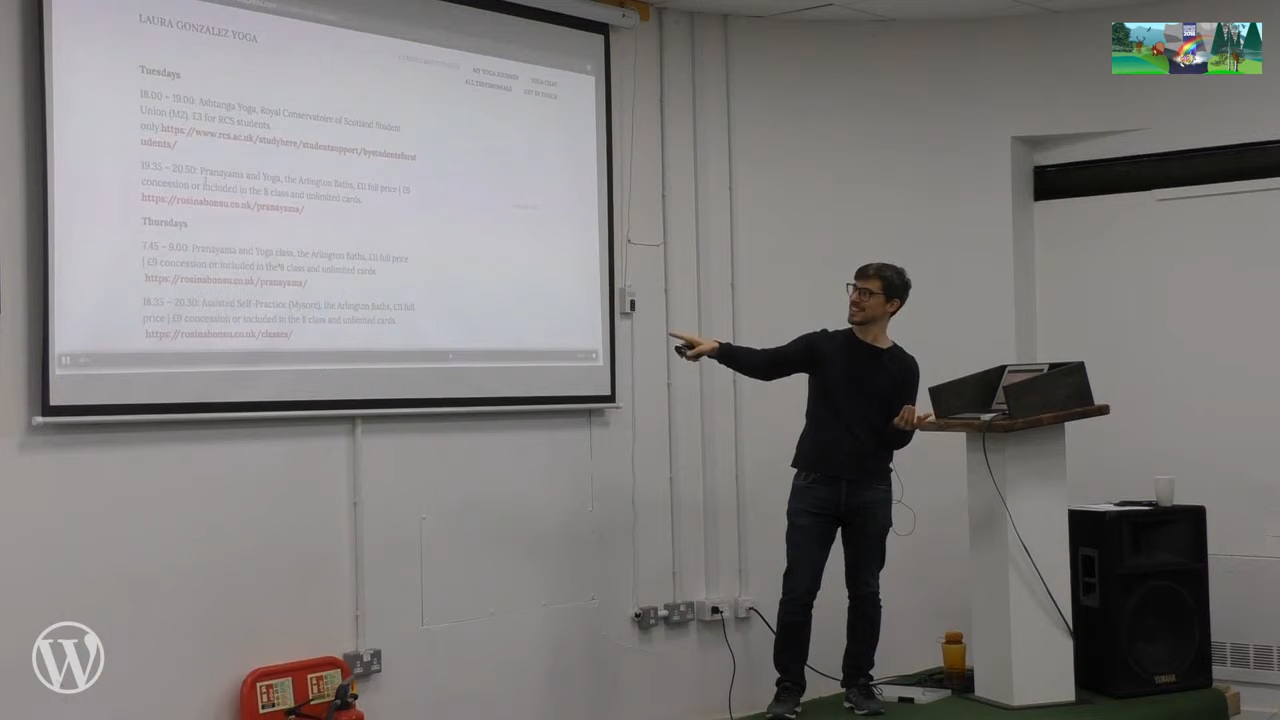 LAURA GONZALEZ YOGA
MY YOGA JOURNEY
YOGA CHAT
ALL TESTIMONIALS
GET IN TOUCH
Tuesdays
18.00 – 19.00: Ashtanga Yoga, Royal Conservatoire of Scotland Student
Union (M2), £3 for RCS students
only.https://www.rcs.ac.uk/studyhere/studentsupport/bystudentsforst
udents/
19.35 – 20.50: Pranayama and Yoga, the Arlington Baths, £11 full price | £9
concession or included in the 8 class and unlimited cards.
https://rosinabonsu.co.uk/pranayama/
Thursdays
7.45 – 9.00: Pranayama and Yoga class, the Arlington Baths, £11 full price
| £9 concession or included in the 8 class and unlimited cards
https://rosinabonsu.co.uk/pranayama/
18.35 – 20.30: Assisted Self-Practice (Mysore), the Arlington Baths, £11 full
price | £9 concession or included in the 8 class and unlimited cards.
https://rosinabonsu.co.uk/classes/
2018
YAMAHA